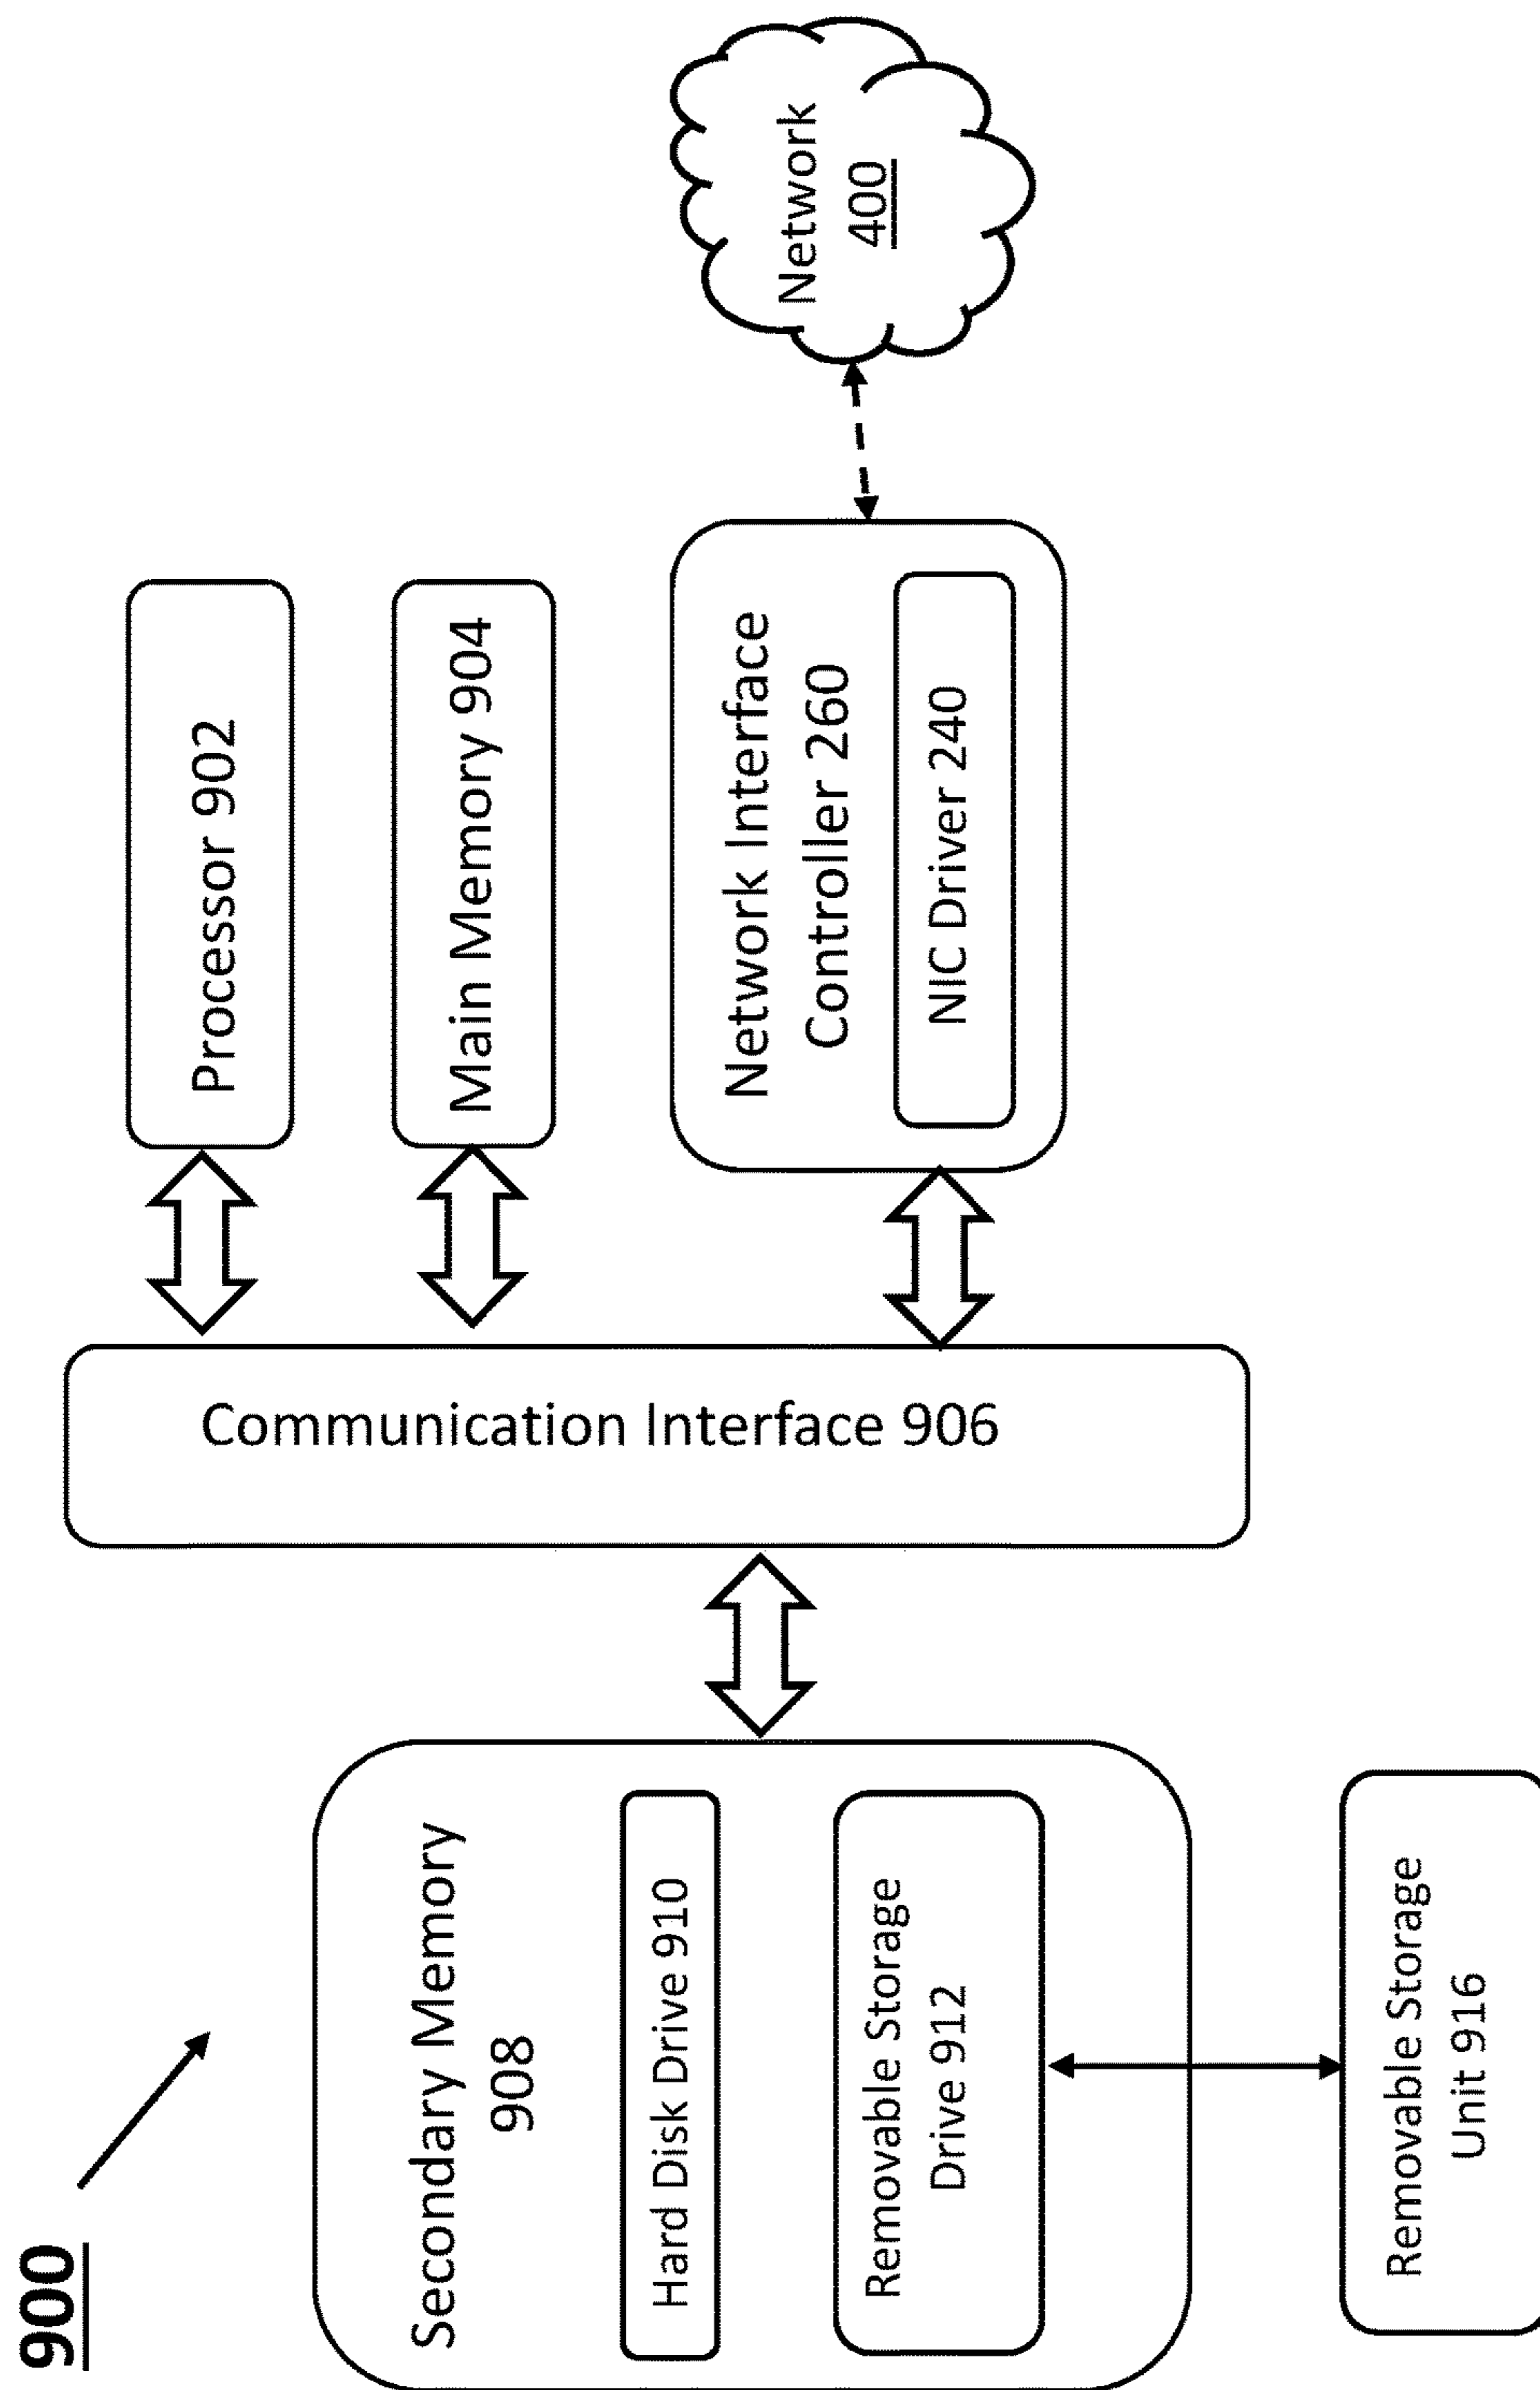 900
Secondary Memory
908
Hard Disk Drive 910
Removable Storage
Drive 912
Removable Storage
Unit 916
Communication Interface 906
Processor 902
Main Memory 904
Network Interface
Controller 260
NIC Driver 240
Network
400